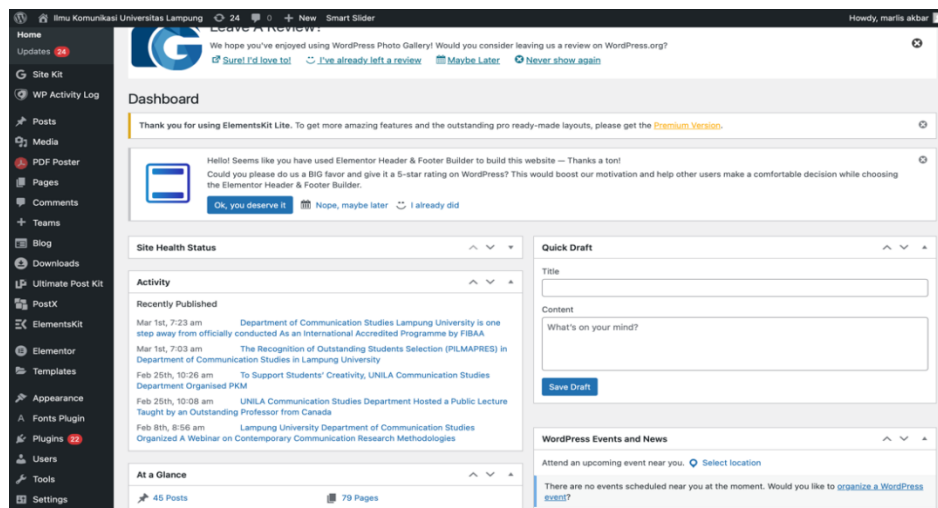 Ilmu Komunikasi Universitas Lampung 24 0 + New Smart Slider Howdy, marlis akbar
Home
Updates 24
Site Kit
WP Activity Log
Posts
Media
PDF Poster
Pages
Comments
Teams
Blog
Downloads
Ultimate Post Kit
PostX
ElementsKit
Elementor
Templates
Appearance
Fonts Plugin
Plugins 22
Users
Tools
Settings
Leave A Review?
We hope you've enjoyed using WordPress Photo Gallery! Would you consider leaving us a review on WordPress.org?
Sure! I'd love to! I've already left a review Maybe Later Never show again
Dashboard
Thank you for using ElementsKit Lite. To get more amazing features and the outstanding pro ready-made layouts, please get the Premium Version.
Hello! Seems like you have used Elementor Header & Footer Builder to build this website — Thanks a ton!
Could you please do us a BIG favor and give it a 5-star rating on WordPress? This would boost our motivation and help other users make a comfortable decision while choosing
the Elementor Header & Footer Builder.
Ok, you deserve it Nope, maybe later I already did
Site Health Status
Activity
Recently Published
Mar 1st, 7:23 am Department of Communication Studies Lampung University is one
step away from officially conducted As an International Accredited Programme by FIBAA
Mar 1st, 7:03 am The Recognition of Outstanding Students Selection (PILMAPRES) in
Department of Communication Studies in Lampung University
Feb 25th, 10:26 am To Support Students' Creativity, UNILA Communication Studies
Department Organised PKM
Feb 25th, 10:08 am UNILA Communication Studies Department Hosted a Public Lecture
Taught by an Outstanding Professor from Canada
Feb 8th, 8:56 am Lampung University Department of Communication Studies
Organized A Webinar on Contemporary Communication Research Methodologies
At a Glance
45 Posts 79 Pages
Quick Draft
Title
Content
What's on your mind?
Save Draft
WordPress Events and News
Attend an upcoming event near you. Select location
There are no events scheduled near you at the moment. Would you like to organize a WordPress
event?